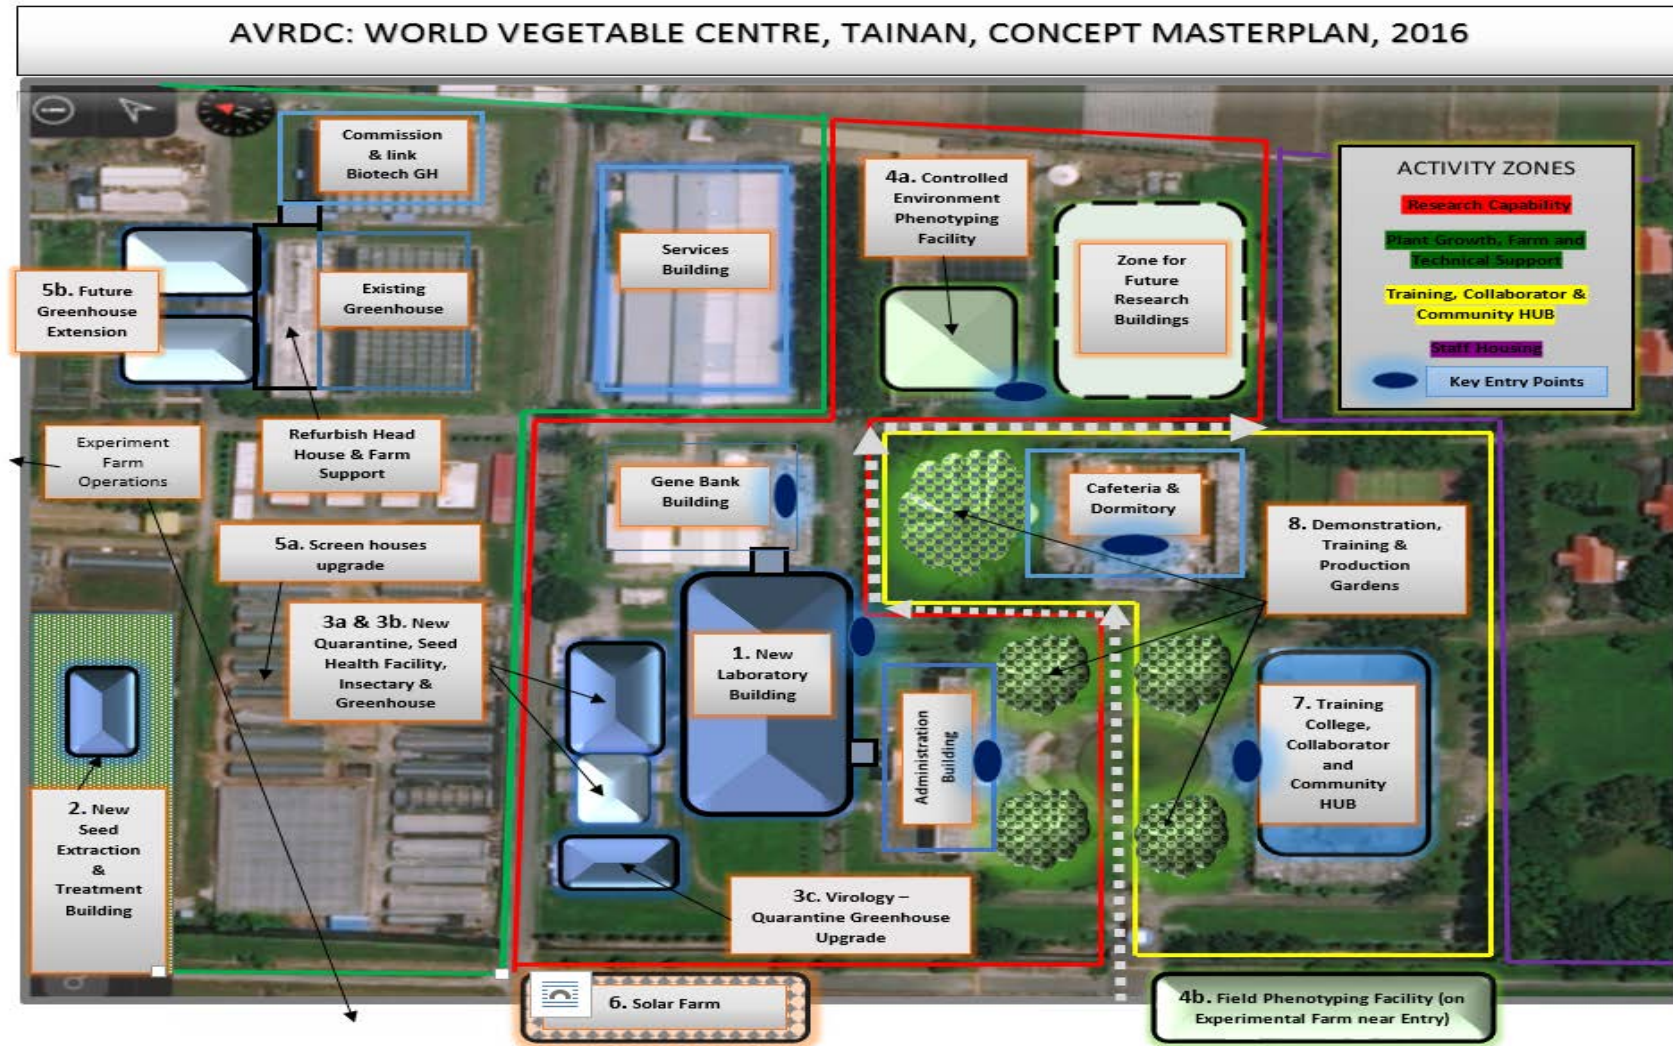 AVRDC: WORLD VEGETABLE CENTRE, TAINAN, CONCEPT MASTERPLAN, 2016
N
Commission
& link
Biotech GH
5b. Future
Greenhouse
Extension
Existing
Greenhouse
Services
Building
4a. Controlled
Environment
Phenotyping
Facility
Zone for
Future
Research
Buildings
ACTIVITY ZONES
Research Capability
Plant Growth, Farm and
Technical Support
Training, Collaborator &
Community HUB
Staff Housing
Key Entry Points
Experiment
Farm
Operations
Refurbish Head
House & Farm
Support
Gene Bank
Building
Cafeteria &
Dormitory
8. Demonstration,
Training &
Production
Gardens
5a. Screen houses
upgrade
3a & 3b. New
Quarantine, Seed
Health Facility,
Insectary &
Greenhouse
1. New
Laboratory
Building
Administration
Building
7. Training
College,
Collaborator
and
Community
HUB
2. New
Seed
Extraction
&
Treatment
Building
3c. Virology –
Quarantine Greenhouse
Upgrade
6. Solar Farm
4b. Field Phenotyping Facility (on
Experimental Farm near Entry)